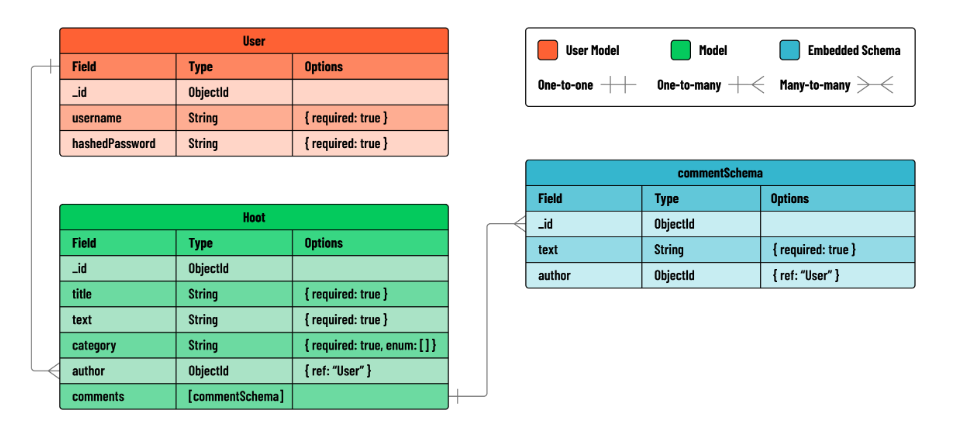 User
Field Type Options
_id ObjectId
username String { required: true }
hashedPassword String { required: true }
User Model Model Embedded Schema
One-to-one One-to-many Many-to-many
commentSchema
Field Type Options
_id ObjectId
text String { required: true }
author ObjectId { ref: “User” }
Hoot
Field Type Options
_id ObjectId
title String { required: true }
text String { required: true }
category String { required: true, enum: [ ] }
author ObjectId { ref: “User” }
comments [commentSchema]